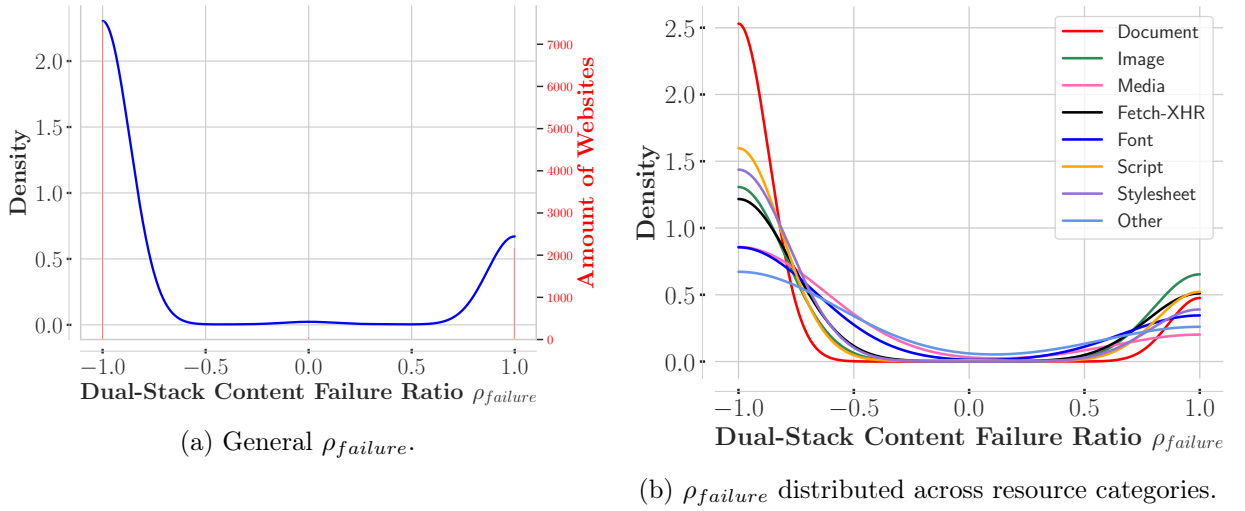 2.0
1.5
1.0
0.5
0.0
Density
7000
6000
5000
4000
3000
2000
1000
0
Amount of Websites
−1.0 −0.5 0.0 0.5 1.0
Dual-Stack Content Failure Ratio ρfailure
(a) General ρfailure.
2.5
2.0
1.5
1.0
0.5
0.0
Density
Document
Image
Media
Fetch-XHR
Font
Script
Stylesheet
Other
−1.0 −0.5 0.0 0.5 1.0
Dual-Stack Content Failure Ratio ρfailure
(b) ρfailure distributed across resource categories.